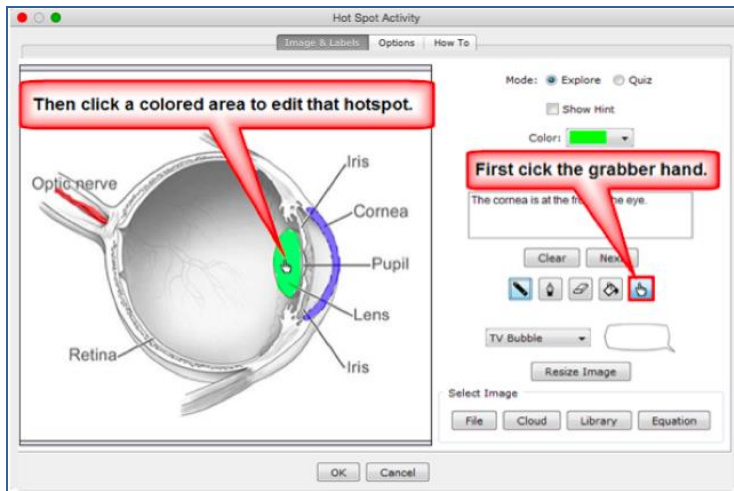 Hot Spot Activity
Image & Labels Options How To
Then click a colored area to edit that hotspot.
Mode: Explore Quiz
Show Hint
Color:
First cick the grabber hand.
The cornea is at the the eye.
Optic nerve
Iris
Cornea
Pupil
Lens
Iris
Retina
Clear
TV Bubble
Resize Image
Select Image
File Cloud Library Equation
OK Cancel